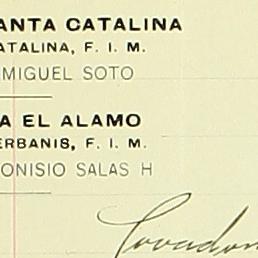 ANTA CATALINA
ATALINA, F. I. M.
MIGUEL SOTO
A EL ALAMO
ERBANIS, F. I. M.
ONISIO SALAS H